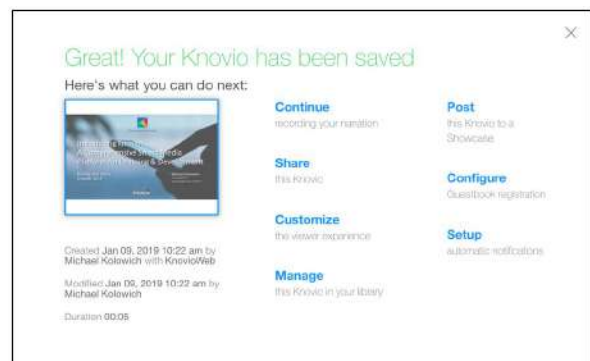 Great! Your Knovio has been saved
Here's what you can do next:
Continue
recording your narration
Share
this Knovio
Customize
the viewer experience
Manage
this Knovio in your library
Post
this Knovio to a
Showcase
Configure
Guestbook registration
Setup
automatic notifications
Created Jan 09, 2019 10:22 am by
Michael Kolowich with KnovioWeb
Modified Jan 09, 2019 10:22 am by
Michael Kolowich
Duration 00:05